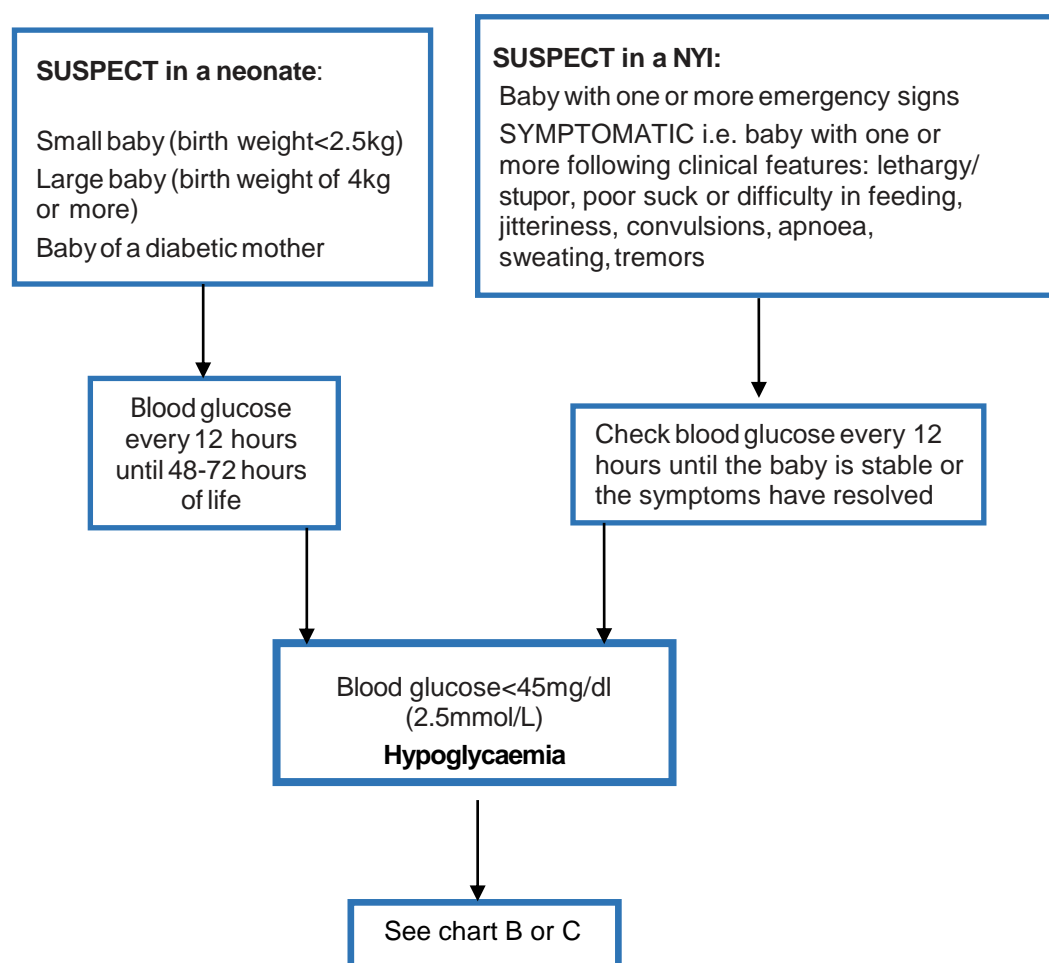 SUSPECT in a neonate:
Small baby (birth weight<2.5kg)
Large baby (birth weight of 4kg
or more)
Baby of a diabetic mother
SUSPECT in a NYI:
Baby with one or more emergency signs
SYMPTOMATIC i.e. baby with one or
more following clinical features: lethargy/
stupor, poor suck or difficulty in feeding,
jitteriness, convulsions, apnoea,
sweating, tremors
Blood glucose
every 12 hours
until 48-72 hours
of life
Check blood glucose every 12
hours until the baby is stable or
the symptoms have resolved
Blood glucose<45mg/dl
(2.5mmol/L)
Hypoglycaemia
See chart B or C